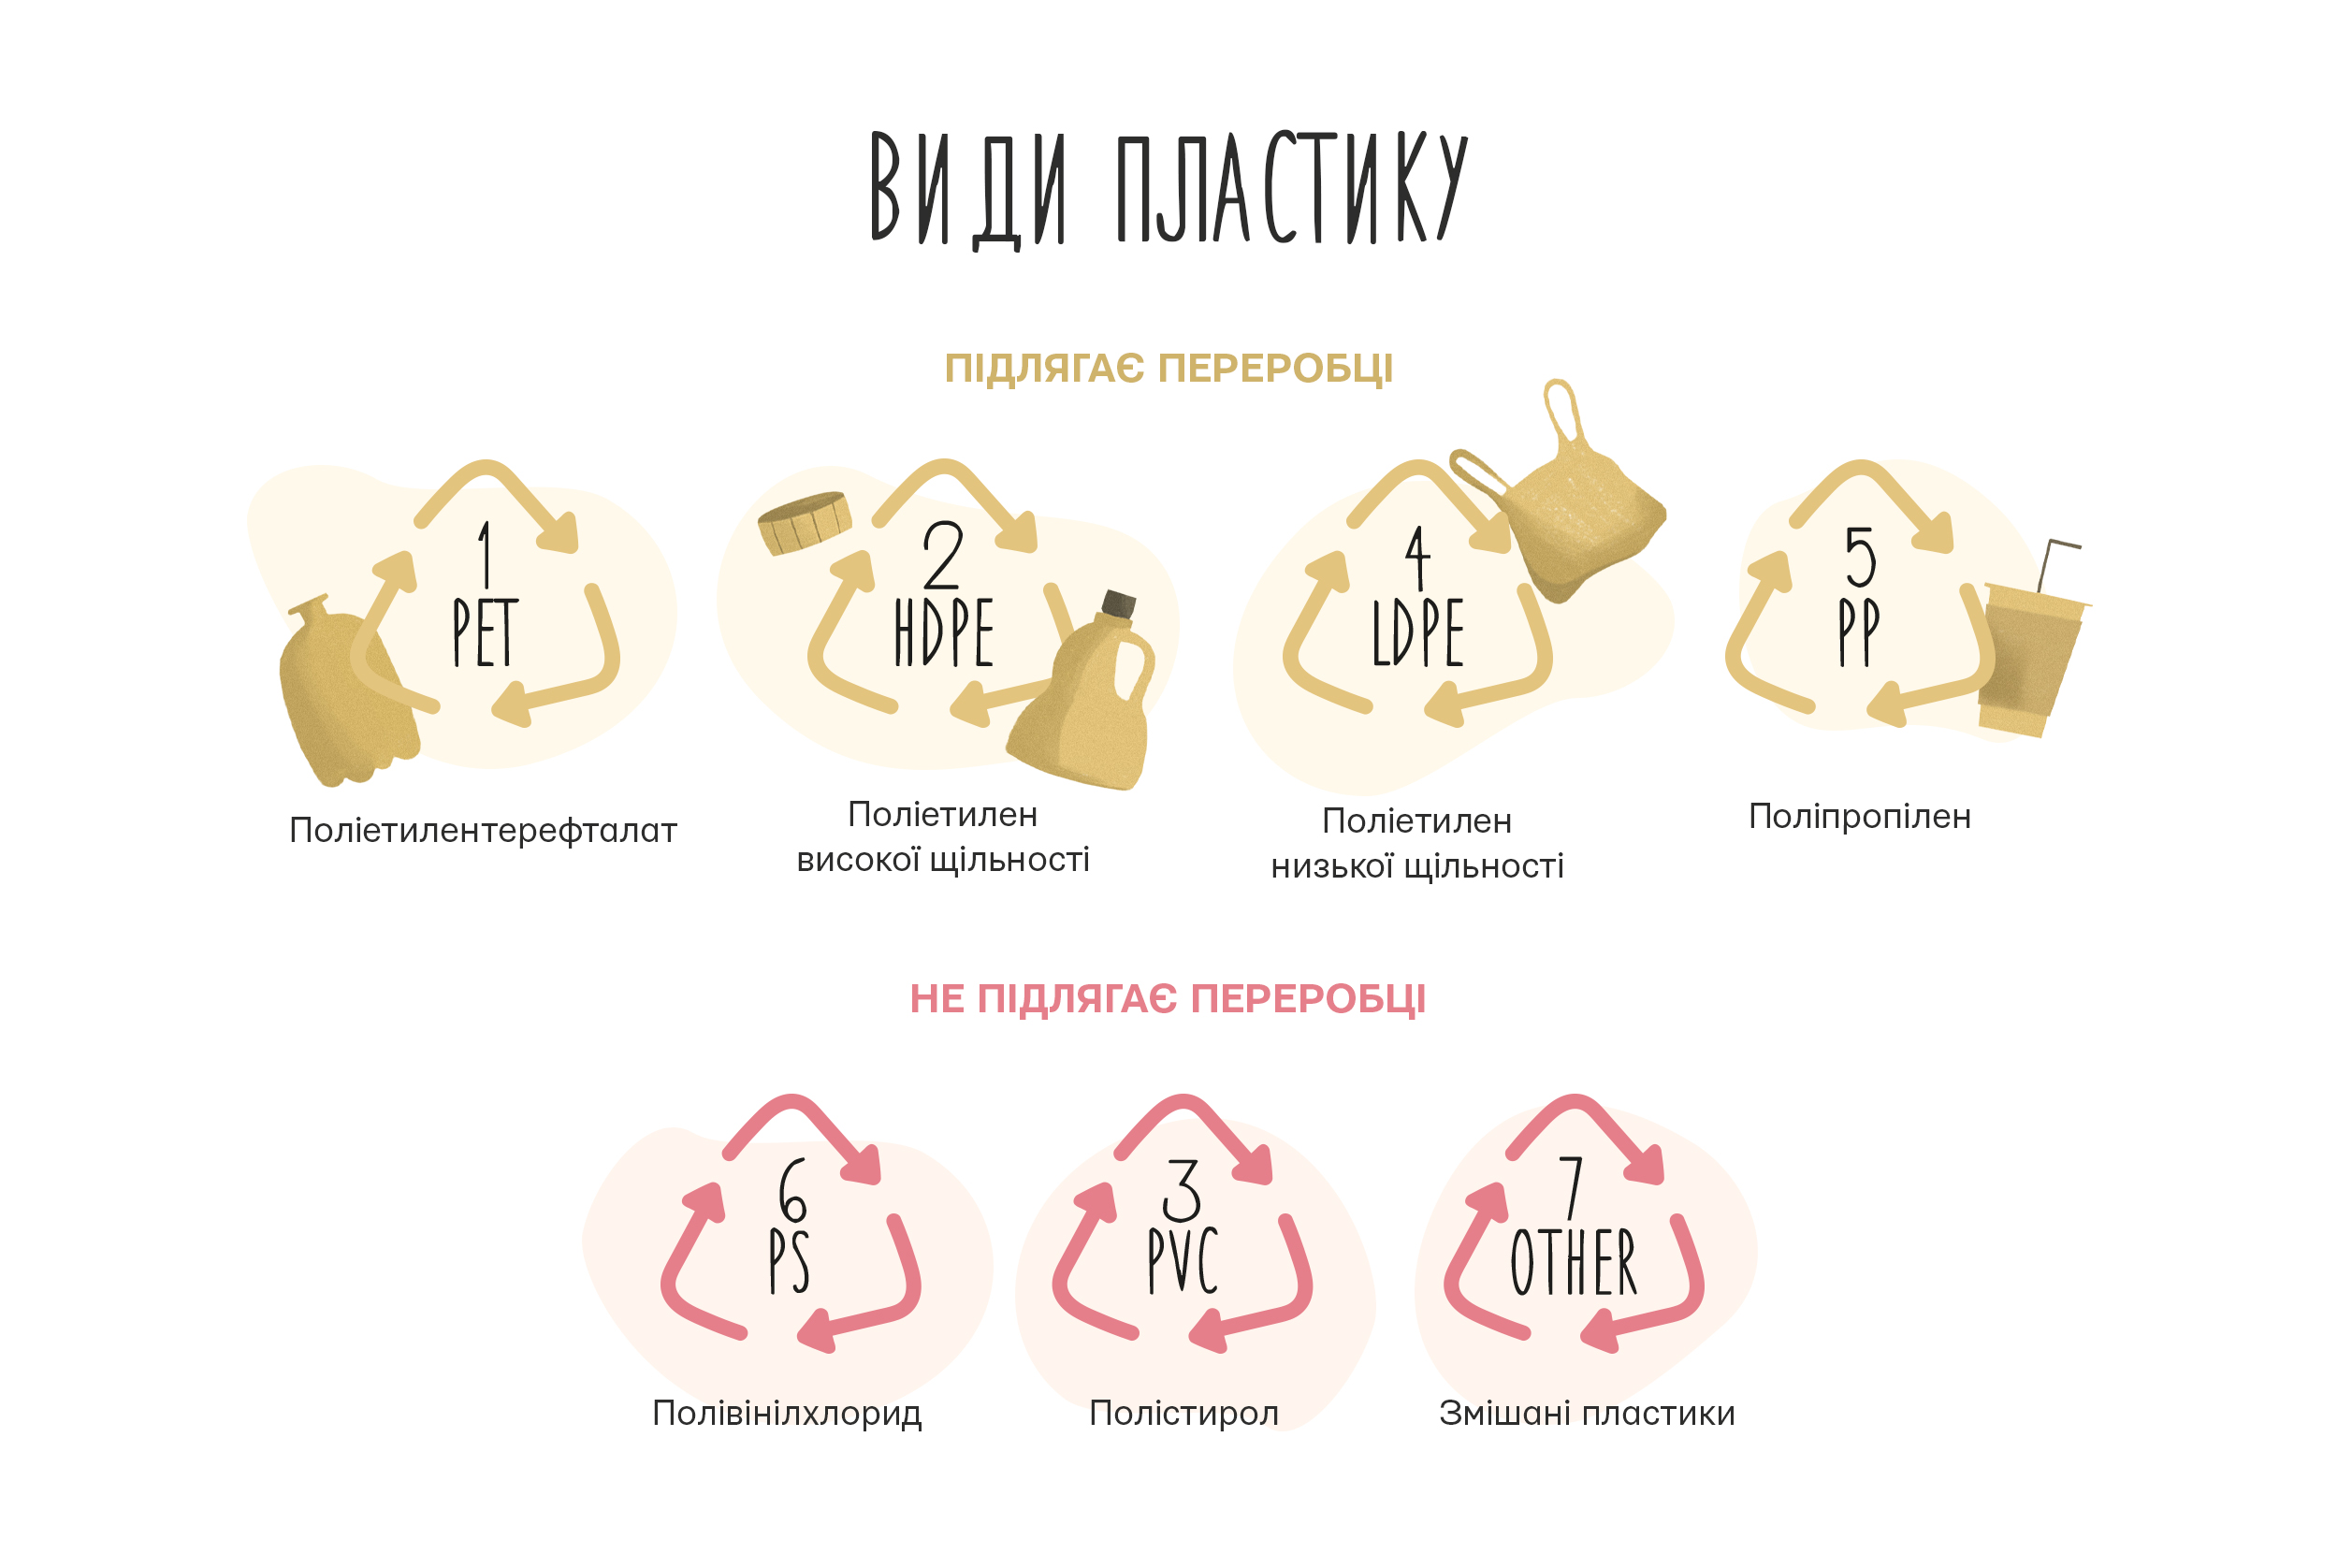 ВИДИ ПЛАСТИКУ
ПІДЛЯГАЄ ПЕРЕРОБЦІ
1
PET
Поліетилентерефталат
2
HDPE
Поліетилен
високої щільності
4
LDPE
Поліетилен
низької щільності
5
PP
Поліпропілен
НЕ ПІДЛЯГАЄ ПЕРЕРОБЦІ
6
PS
Полівінілхлорид
3
PVC
Полістирол
7
OTHER
Змішані пластики